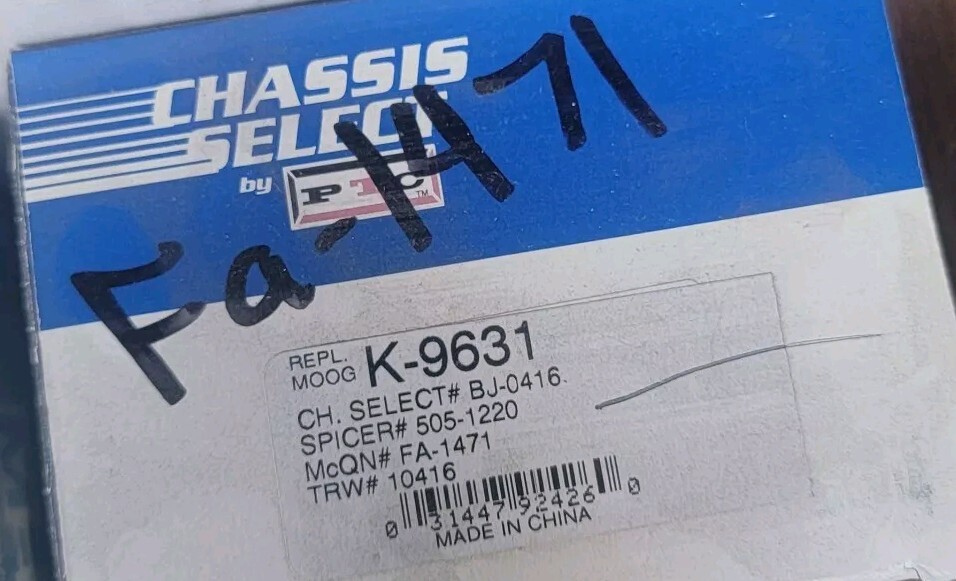 CHASSIS
SELECT
by PTC™
Fa-1471
REPL.
MOOG K-9631
CH. SELECT# BJ-0416
SPICER# 505-1220
McQN# FA-1471
TRW# 10416
0 31447 92426 0
MADE IN CHINA